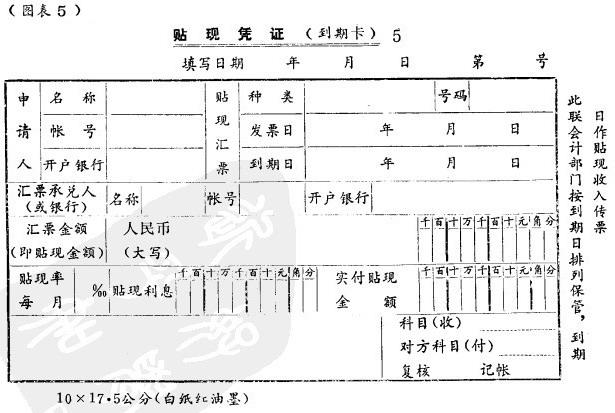 （图表5）
贴现凭证（到期卡）5
填写日期 年 月 日 第 号
申请人 名称 贴现汇票 种类 号码
帐号 发票日 年 月 日
开户银行 到期日 年 月 日
汇票承兑人（或银行） 名称 帐号 开户银行
汇票金额（即贴现金额） 人民币（大写） 千百十万千百十元角分
贴现率每月 ‰ 贴现利息 千百十万千百十元角分 实付贴现金额 千百十万千百十元角分
科目(收)
对方科目(付)
复核 记帐
此联会计部门按到期日排列保管，到期
日作贴现收入传票
10×17·5公分(白纸红油墨)